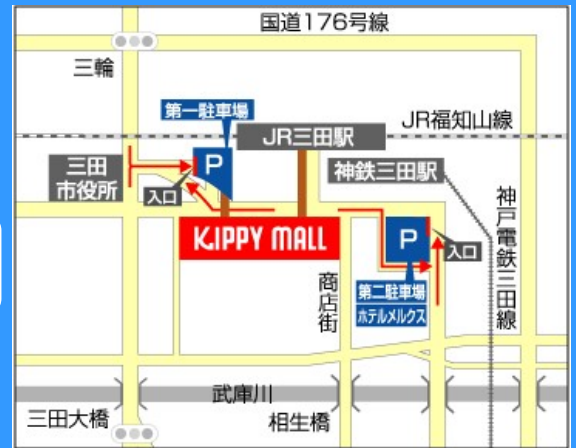 国道176号線
三輪
第一駐車場
JR福知山線
JR三田駅
P
三田
市役所
神鉄三田駅
入口
神戸電鉄三田線
KiPPY MALL
P
入口
商店街
第二駐車場
ホテルメルクス
武庫川
三田大橋
相生橋